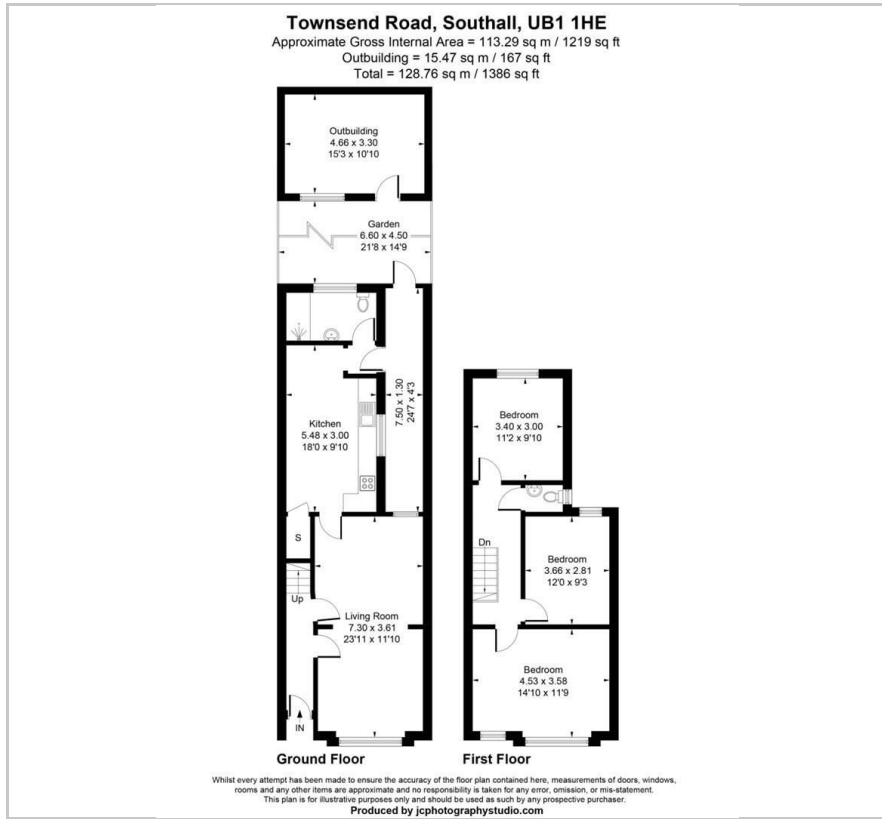 Townsend Road, Southall, UB1 1HE
Approximate Gross Internal Area = 113.29 sq m / 1219 sq ft
Outbuilding = 15.47 sq m / 167 sq ft
Total = 128.76 sq m / 1386 sq ft
Outbuilding
4.66 x 3.30
15'3 x 10'10
Garden
6.60 x 4.50
21'8 x 14'9
7.50 x 1.30
24'7 x 4'3
Kitchen
5.48 x 3.00
18'0 x 9'10
S
Up
Living Room
7.30 x 3.61
23'11 x 11'10
IN
Ground Floor
Bedroom
3.40 x 3.00
11'2 x 9'10
Dn
Bedroom
3.66 x 2.81
12'0 x 9'3
Bedroom
4.53 x 3.58
14'10 x 11'9
First Floor
Whilst every attempt has been made to ensure the accuracy of the floor plan contained here, measurements of doors, windows,
rooms and any other items are approximate and no responsibility is taken for any error, omission, or mis-statement.
This plan is for illustrative purposes only and should be used as such by any prospective purchaser.
Produced by jcphotographystudio.com